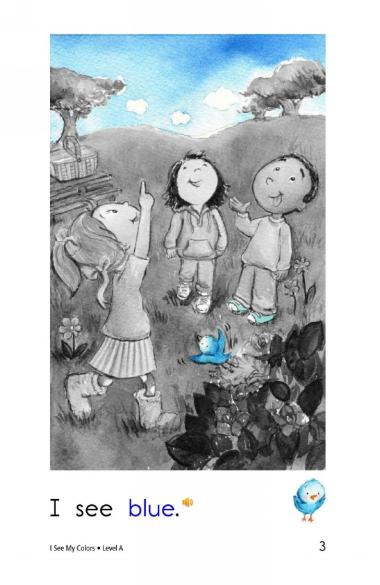 I see blue.
I See My Colors • Level A
3